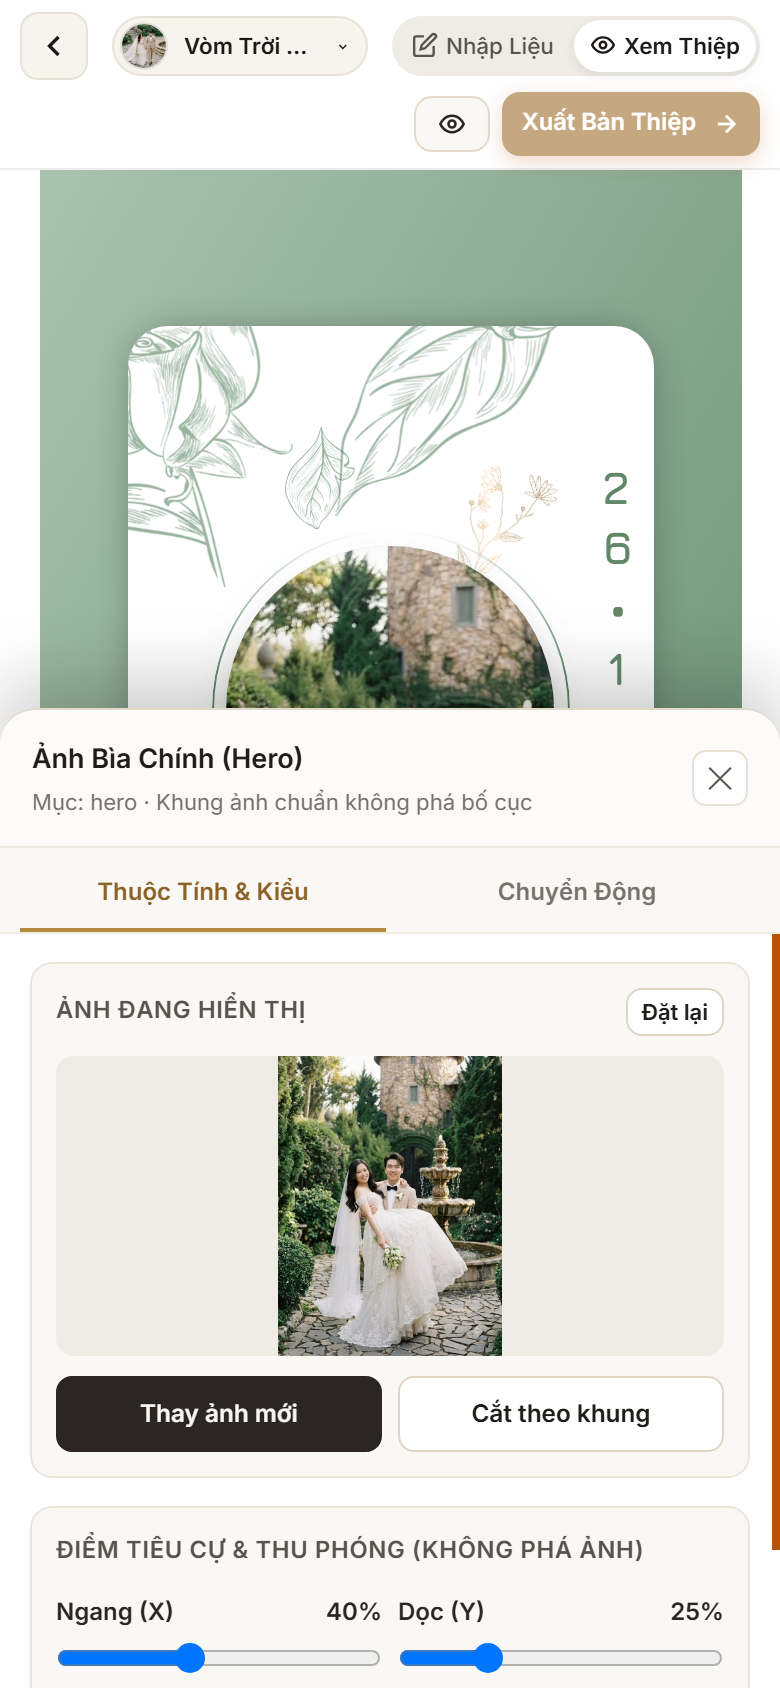 Vòm Trời ...
Nhập Liệu
Xem Thiệp
Xuất Bản Thiệp
2
6
.
1
Ảnh Bìa Chính (Hero)
Mục: hero · Khung ảnh chuẩn không phá bố cục
Thuộc Tính & Kiểu
Chuyển Động
ẢNH ĐANG HIỂN THỊ
Đặt lại
Thay ảnh mới
Cắt theo khung
ĐIỂM TIÊU CỰ & THU PHÓNG (KHÔNG PHÁ ẢNH)
Ngang (X) 40% Dọc (Y) 25%